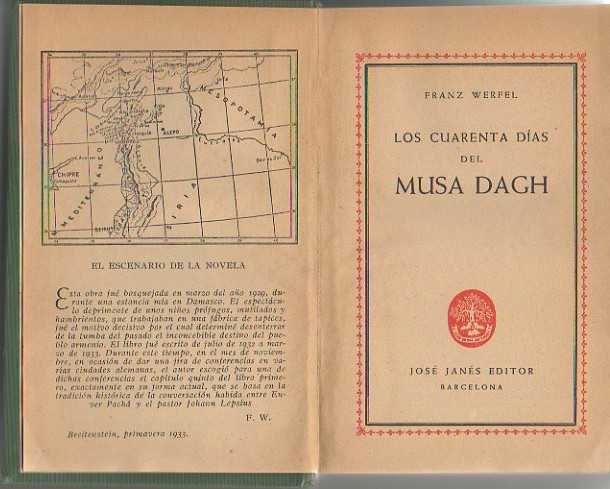 MESOPOTAMIA
ALEPO
MEDITERRANEO
SIRIA
CHIPRE
BEIRUT
EL ESCENARIO DE LA NOVELA
Esta obra fué bosquejada en marzo del año 1929, du-
rante una estancia mía en Damasco. El espectácu-
lo deprimente de unos niños prófugos, mutilados y
hambrientos, que trabajaban en una fábrica de tapices,
fué el motivo decisivo por el cual determiné desenterrar
de la tumba del pasado el inconcebible destino del pue-
blo armenio. El libro fué escrito de julio de 1932 a mar-
zo de 1933. Durante este tiempo, en el mes de noviem-
bre, en ocasión de dar una jira de conferencias en va-
rias ciudades alemanas, el autor escogió para una de
dichas conferencias el capítulo quinto del libro prime-
ro, exactamente en su forma actual, que se basa en la
tradición histórica de la conversación habida entre En-
ver Pachá y el pastor Johann Lepsius
F. W.
Breitenstein, primavera 1933.
FRANZ WERFEL
LOS CUARENTA DÍAS
DEL
MUSA DAGH
JOSÉ JANÉS EDITOR
BARCELONA